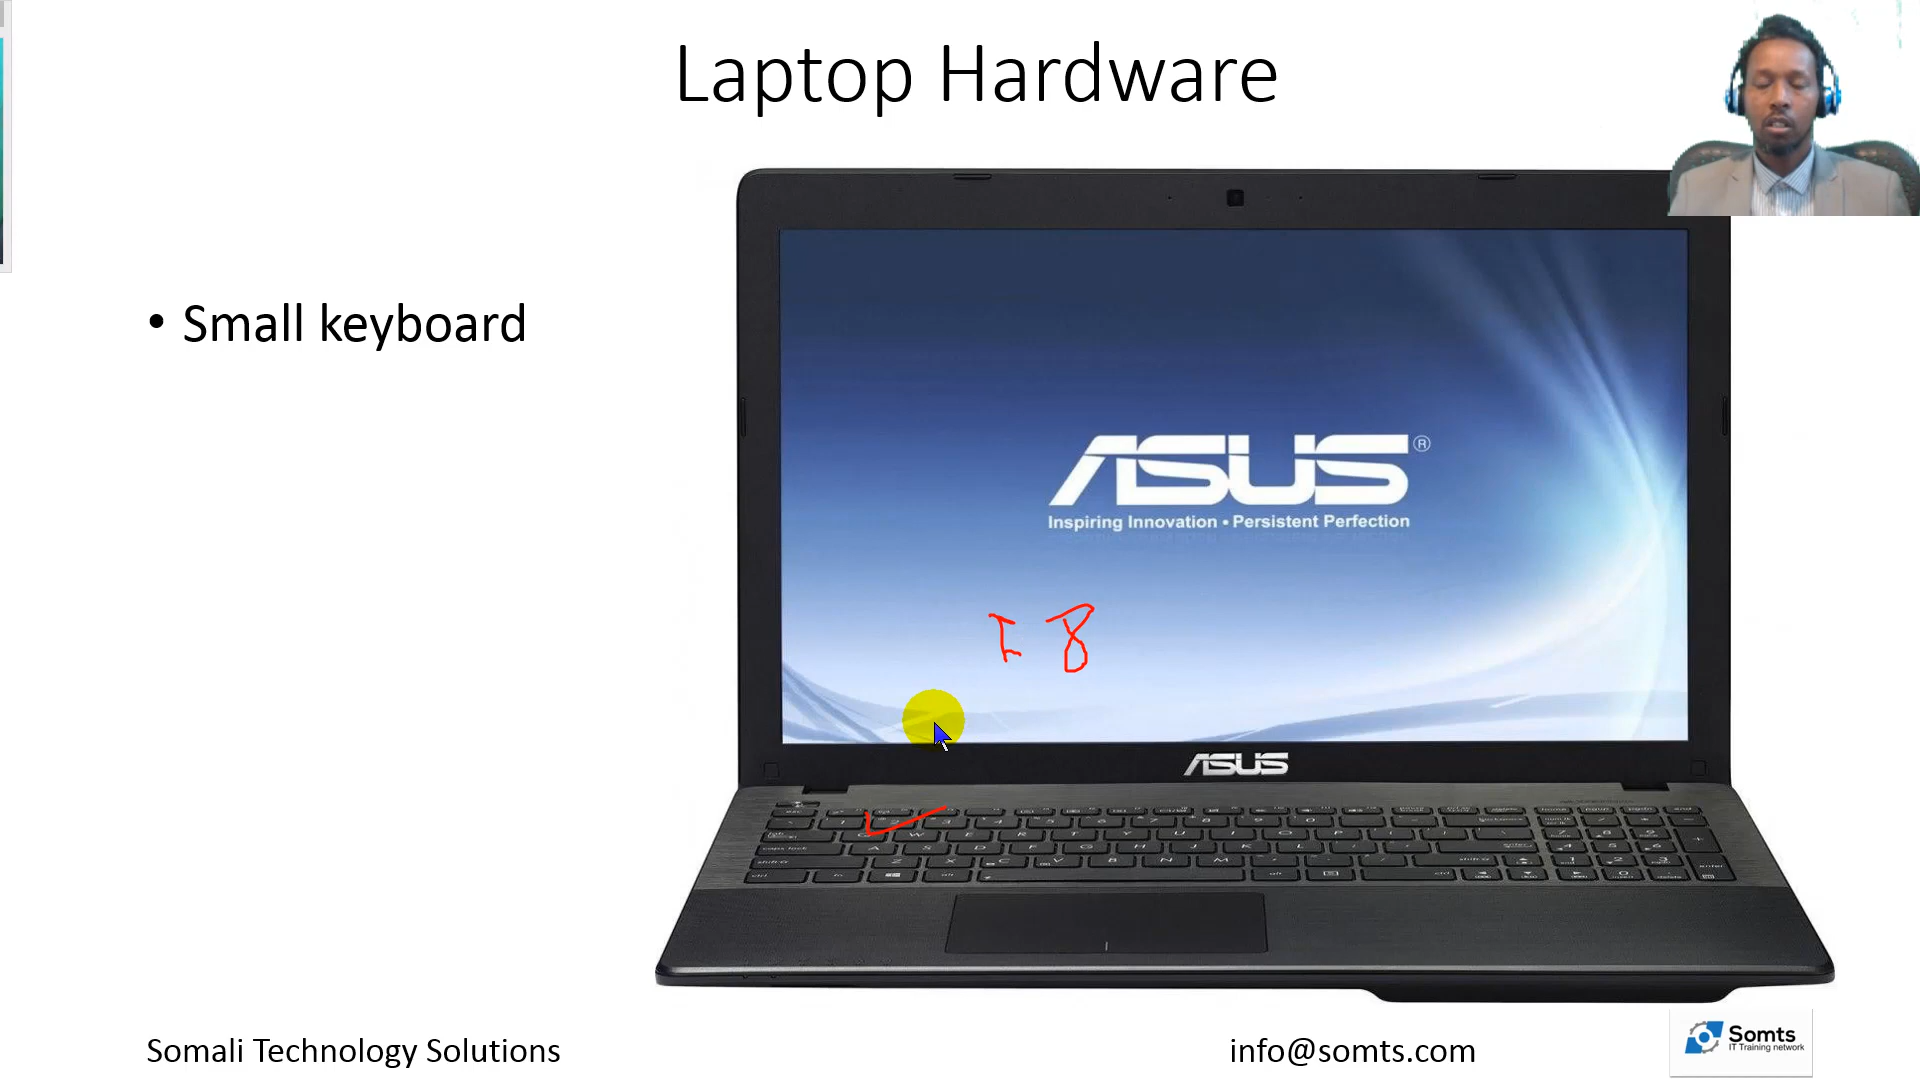 Laptop Hardware
• Small keyboard
ASUS®
Inspiring Innovation • Persistent Perfection
ASUS
Somali Technology Solutions
info@somts.com
Somts
IT Training network